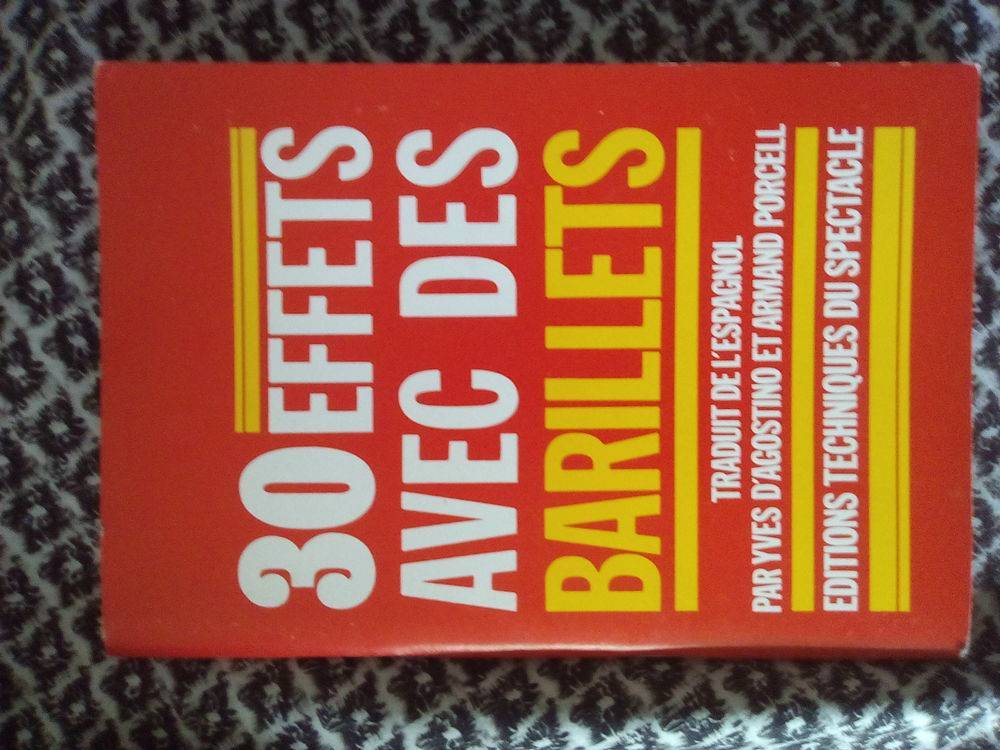 30 EFFETS
AVEC DES
BARILLETS
TRADUIT DE L'ESPAGNOL
PAR YVES D'AGOSTINO ET ARMAND PORCELL
EDITIONS TECHNIQUES DU SPECTACLE